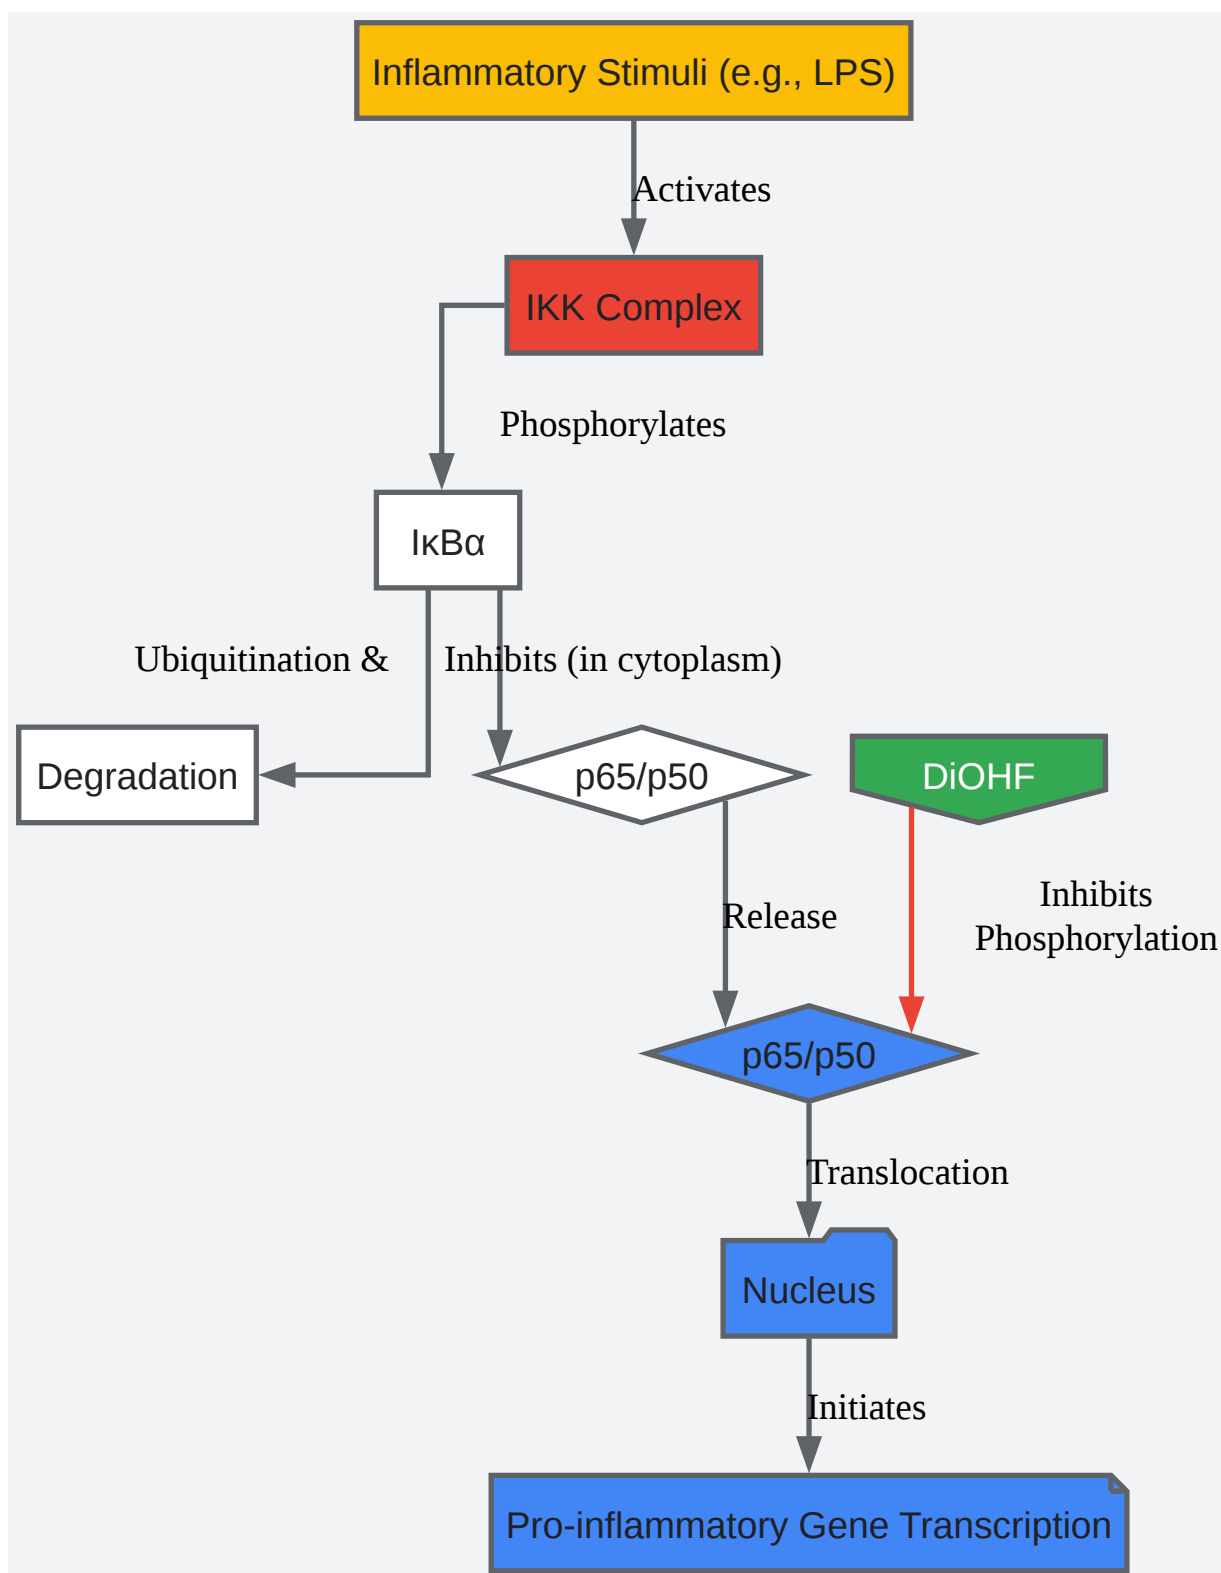 Inflammatory Stimuli (e.g., LPS)
Activates
IKK Complex
Phosphorylates
IκBα
Ubiquitination &
Inhibits (in cytoplasm)
Degradation
p65/p50
DiOHF
Inhibits
Phosphorylation
Release
p65/p50
Translocation
Nucleus
Initiates
Pro-inflammatory Gene Transcription